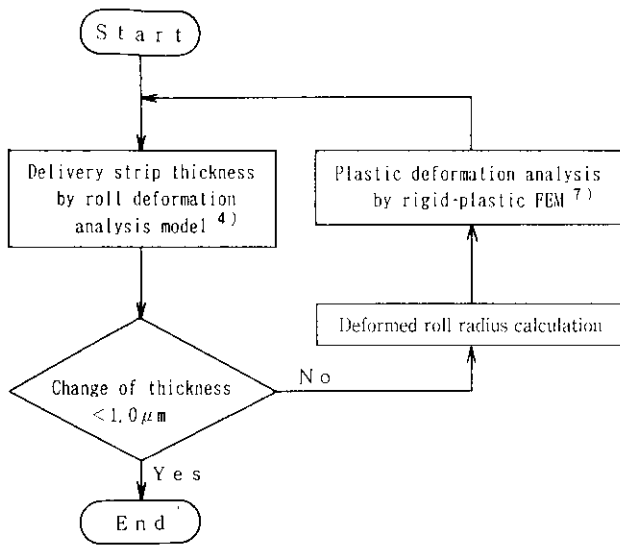 Start
Delivery strip thickness
by roll deformation
analysis model 4)
Plastic deformation analysis
by rigid-plastic FEM 7)
Deformed roll radius calculation
Change of thickness
<1.0μm
No
Yes
End